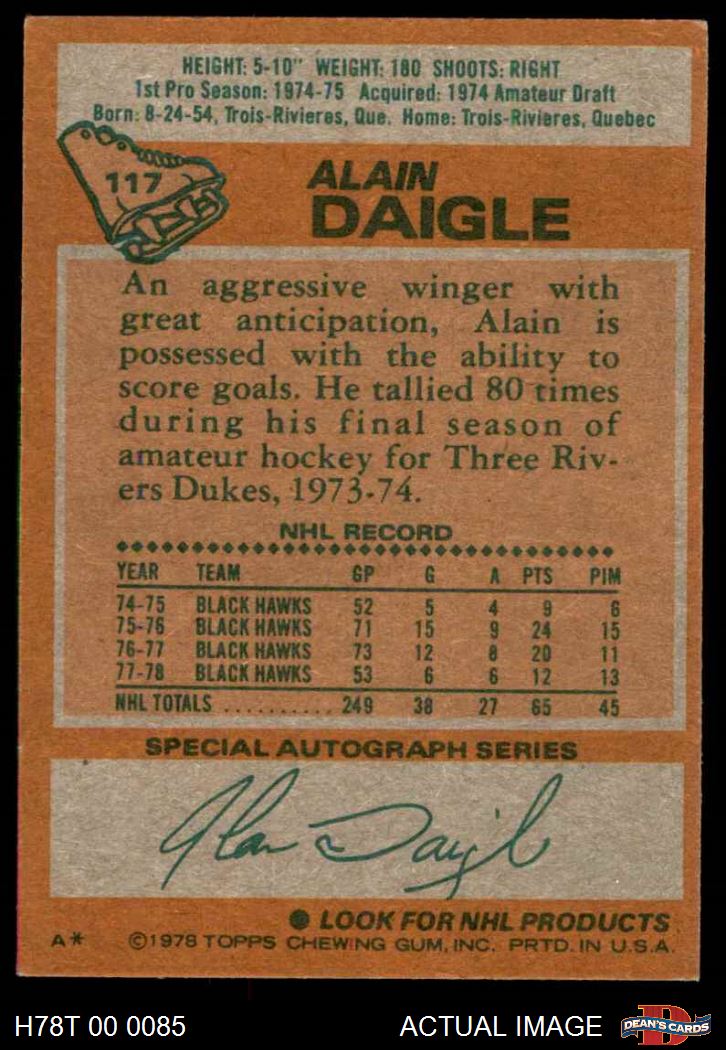 HEIGHT: 5-10" WEIGHT: 180 SHOOTS: RIGHT
1st Pro Season: 1974-75 Acquired: 1974 Amateur Draft
Born: 8-24-54, Trois-Rivieres, Que. Home: Trois-Rivieres, Quebec
117
ALAIN
DAIGLE
An aggressive winger with
great anticipation, Alain is
possessed with the ability to
score goals. He tallied 80 times
during his final season of
amateur hockey for Three Riv-
ers Dukes, 1973-74.
NHL RECORD
YEAR TEAM GP G A PTS PIM
74-75 BLACK HAWKS 52 5 4 9 6
75-76 BLACK HAWKS 71 15 9 24 15
76-77 BLACK HAWKS 73 12 8 20 11
77-78 BLACK HAWKS 53 6 6 12 13
NHL TOTALS .......... 249 38 27 65 45
SPECIAL AUTOGRAPH SERIES
Alain Daigle
● LOOK FOR NHL PRODUCTS
A* ©1978 TOPPS CHEWING GUM, INC. PRTD. IN U.S.A.
H78T 00 0085 ACTUAL IMAGE D DEAN'S CARDS